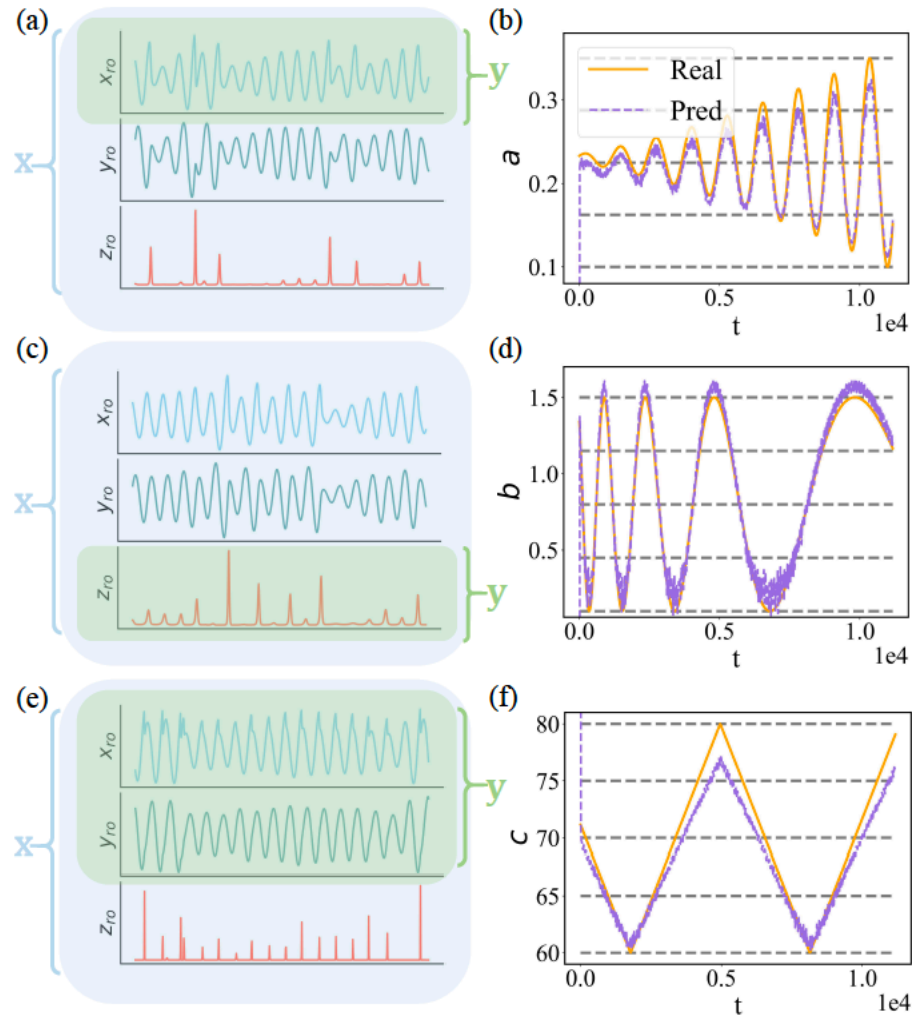 (a)
x_ro
y
X
y_ro
z_ro
(b)
Real
Pred
0.3
0.2
0.1
a
0.0 0.5 1.0
t 1e4
(c)
x_ro
X
y_ro
z_ro
y
(d)
1.5
1.0
0.5
b
0.0 0.5 1.0
t 1e4
(e)
x_ro
y
X
y_ro
z_ro
(f)
80
75
70
65
60
c
0.0 0.5 1.0
t 1e4